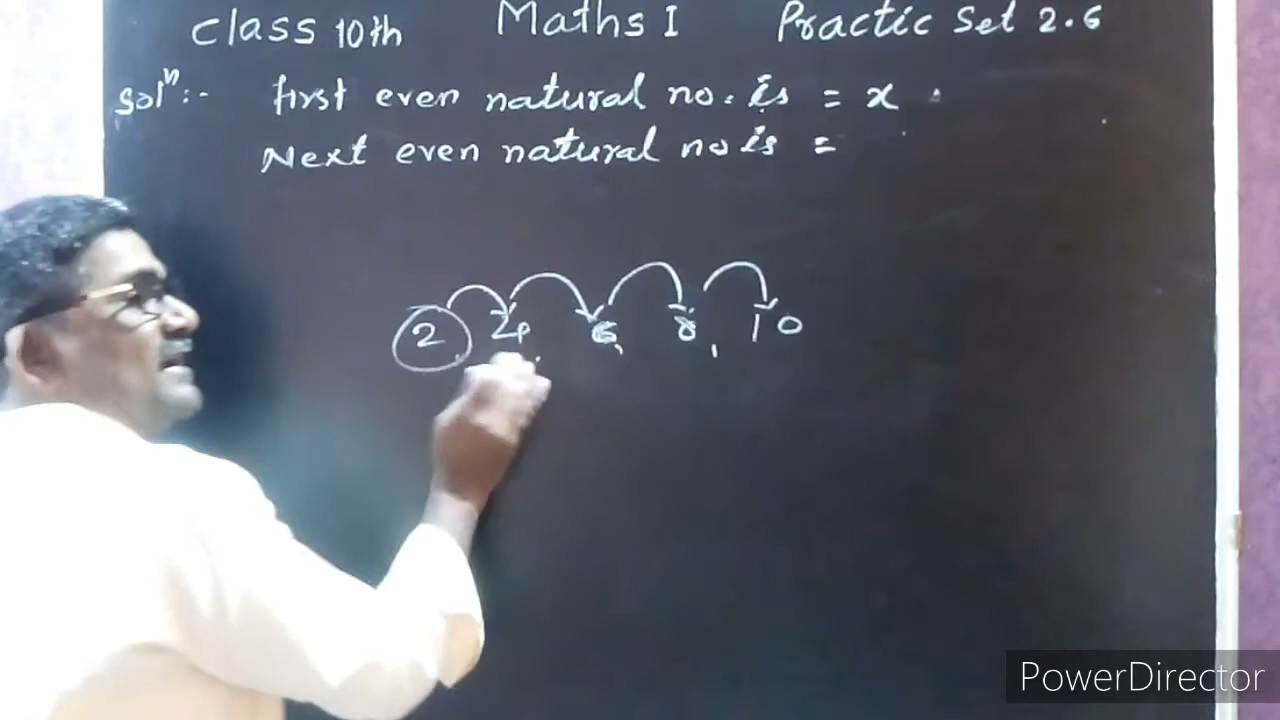 Class 10th Maths I Practic Set 2.6
Solⁿ:- first even natural no. is = x
Next even natural no is =
2, 4, 6, 8, 10
PowerDirector